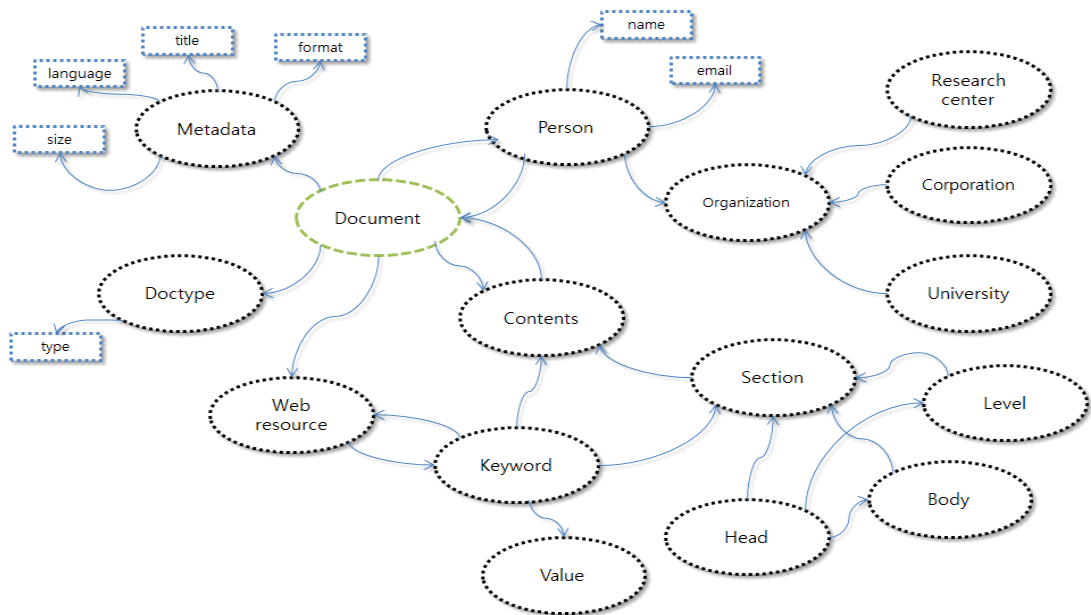 name
title
format
language
email
Research
center
Metadata
Person
size
Corporation
Organization
Document
Doctype
University
Contents
type
Section
Web
resource
Level
Keyword
Body
Head
Value